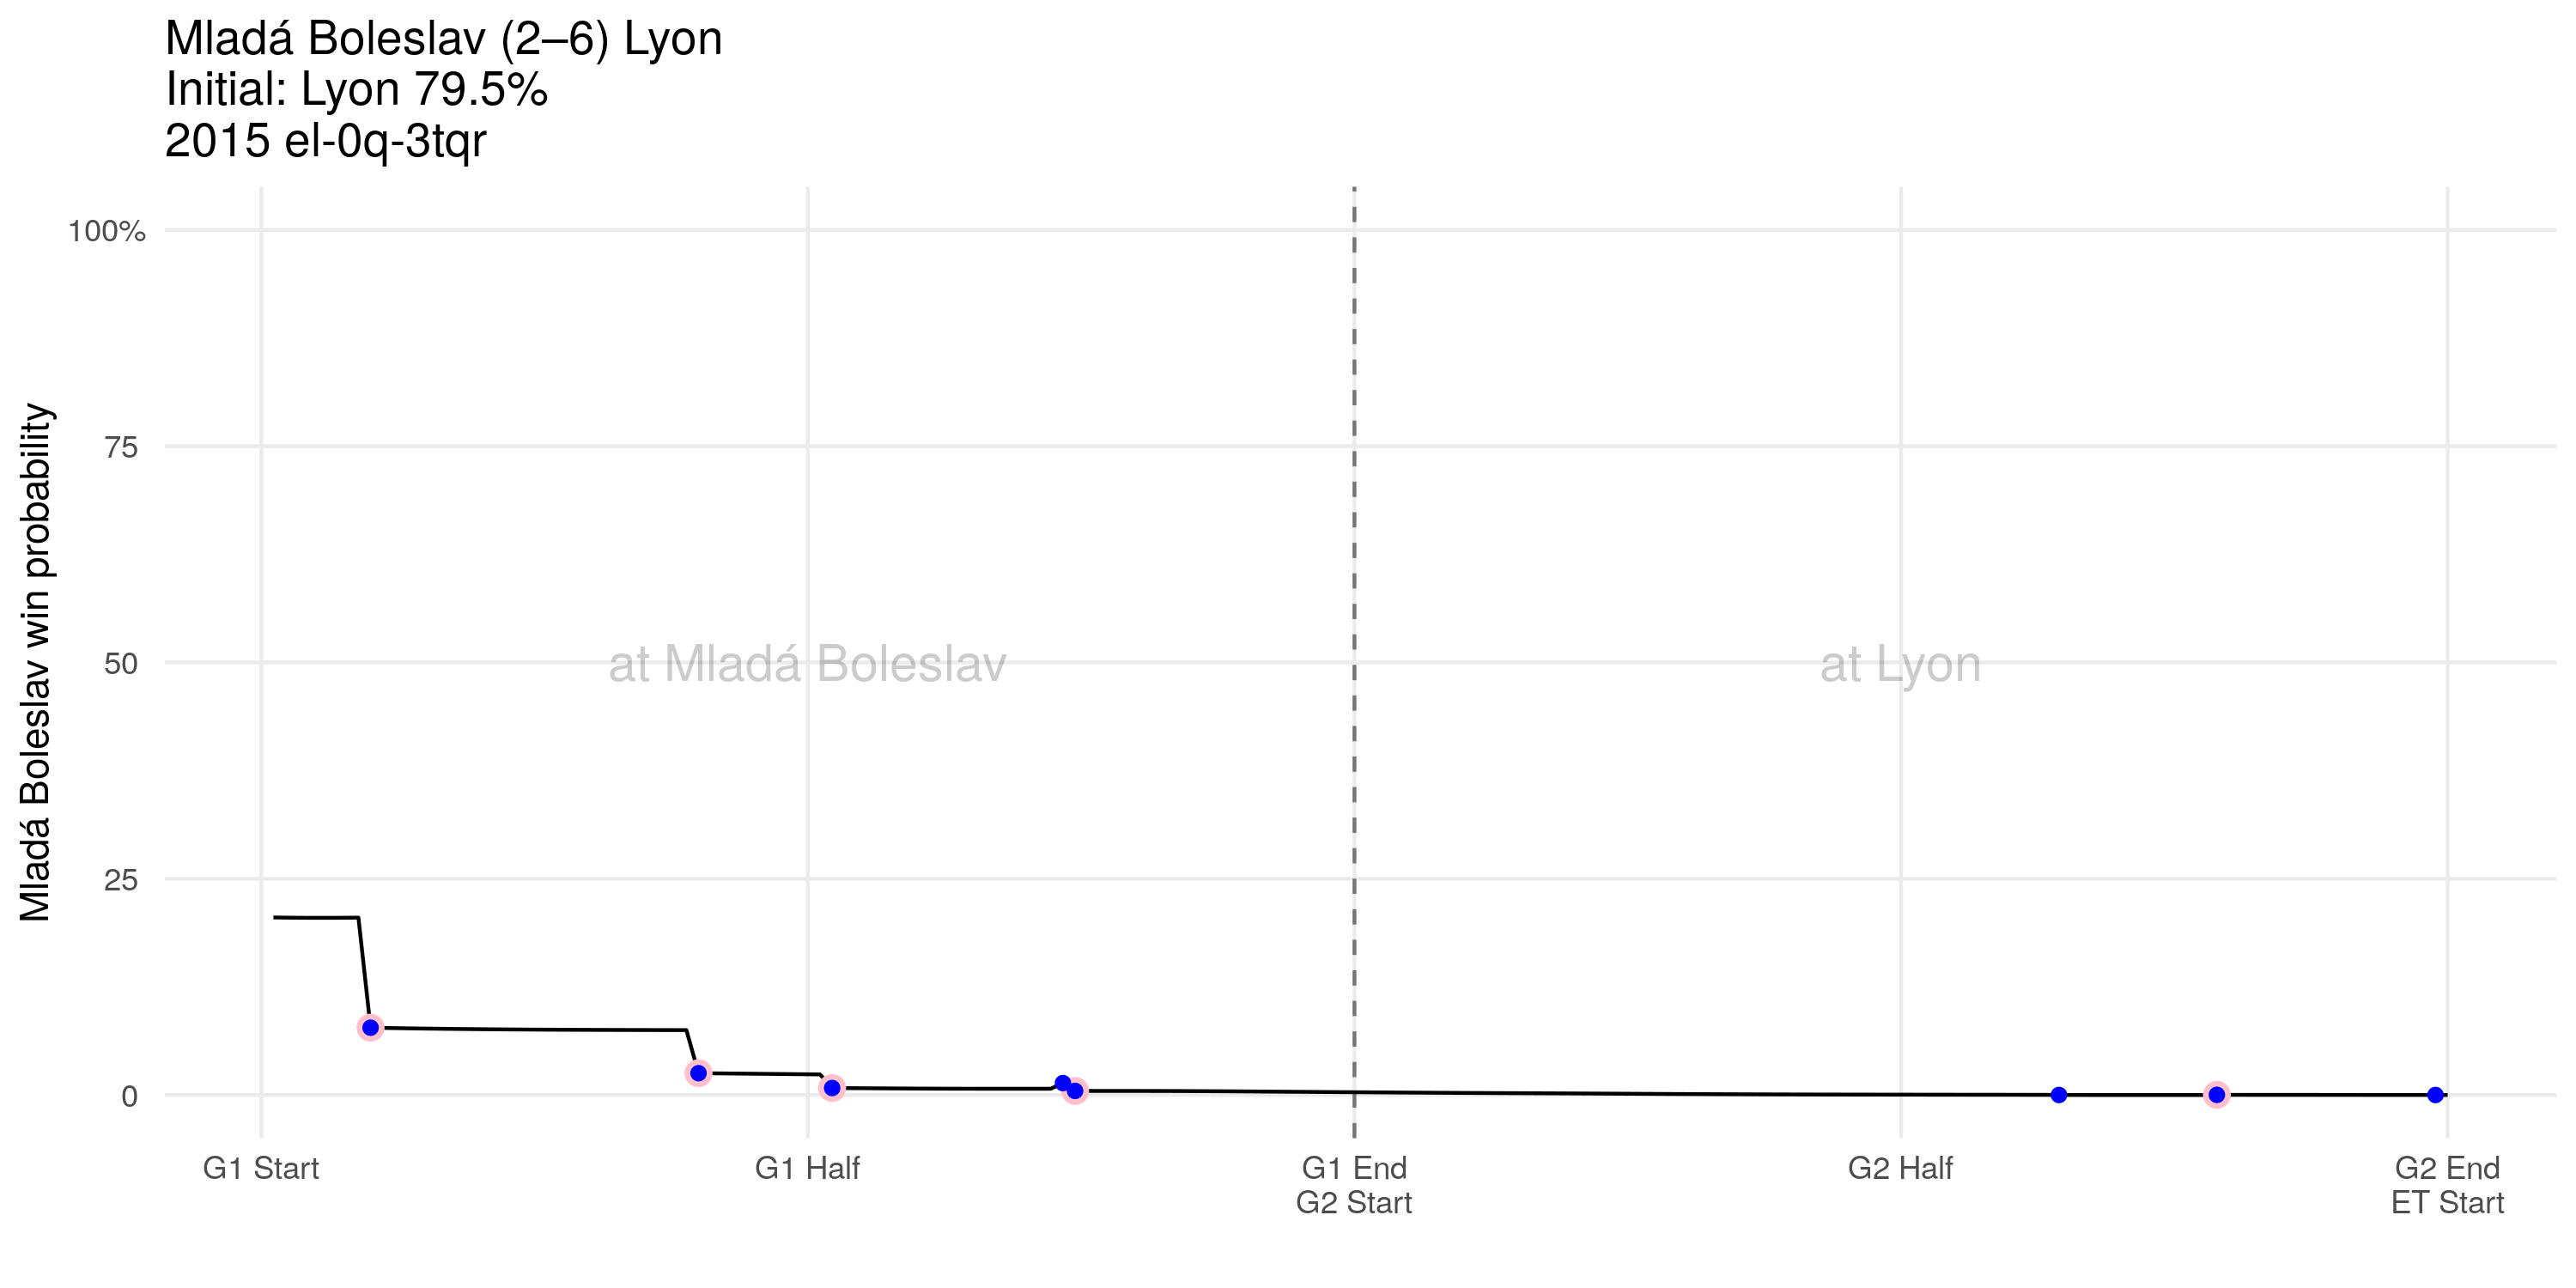 Mladá Boleslav (2–6) Lyon
Initial: Lyon 79.5%
2015 el-0q-3tqr
Mladá Boleslav win probability
100%
75
50
25
0
at Mladá Boleslav
at Lyon
G1 Start
G1 Half
G1 End
G2 Start
G2 Half
G2 End
ET Start